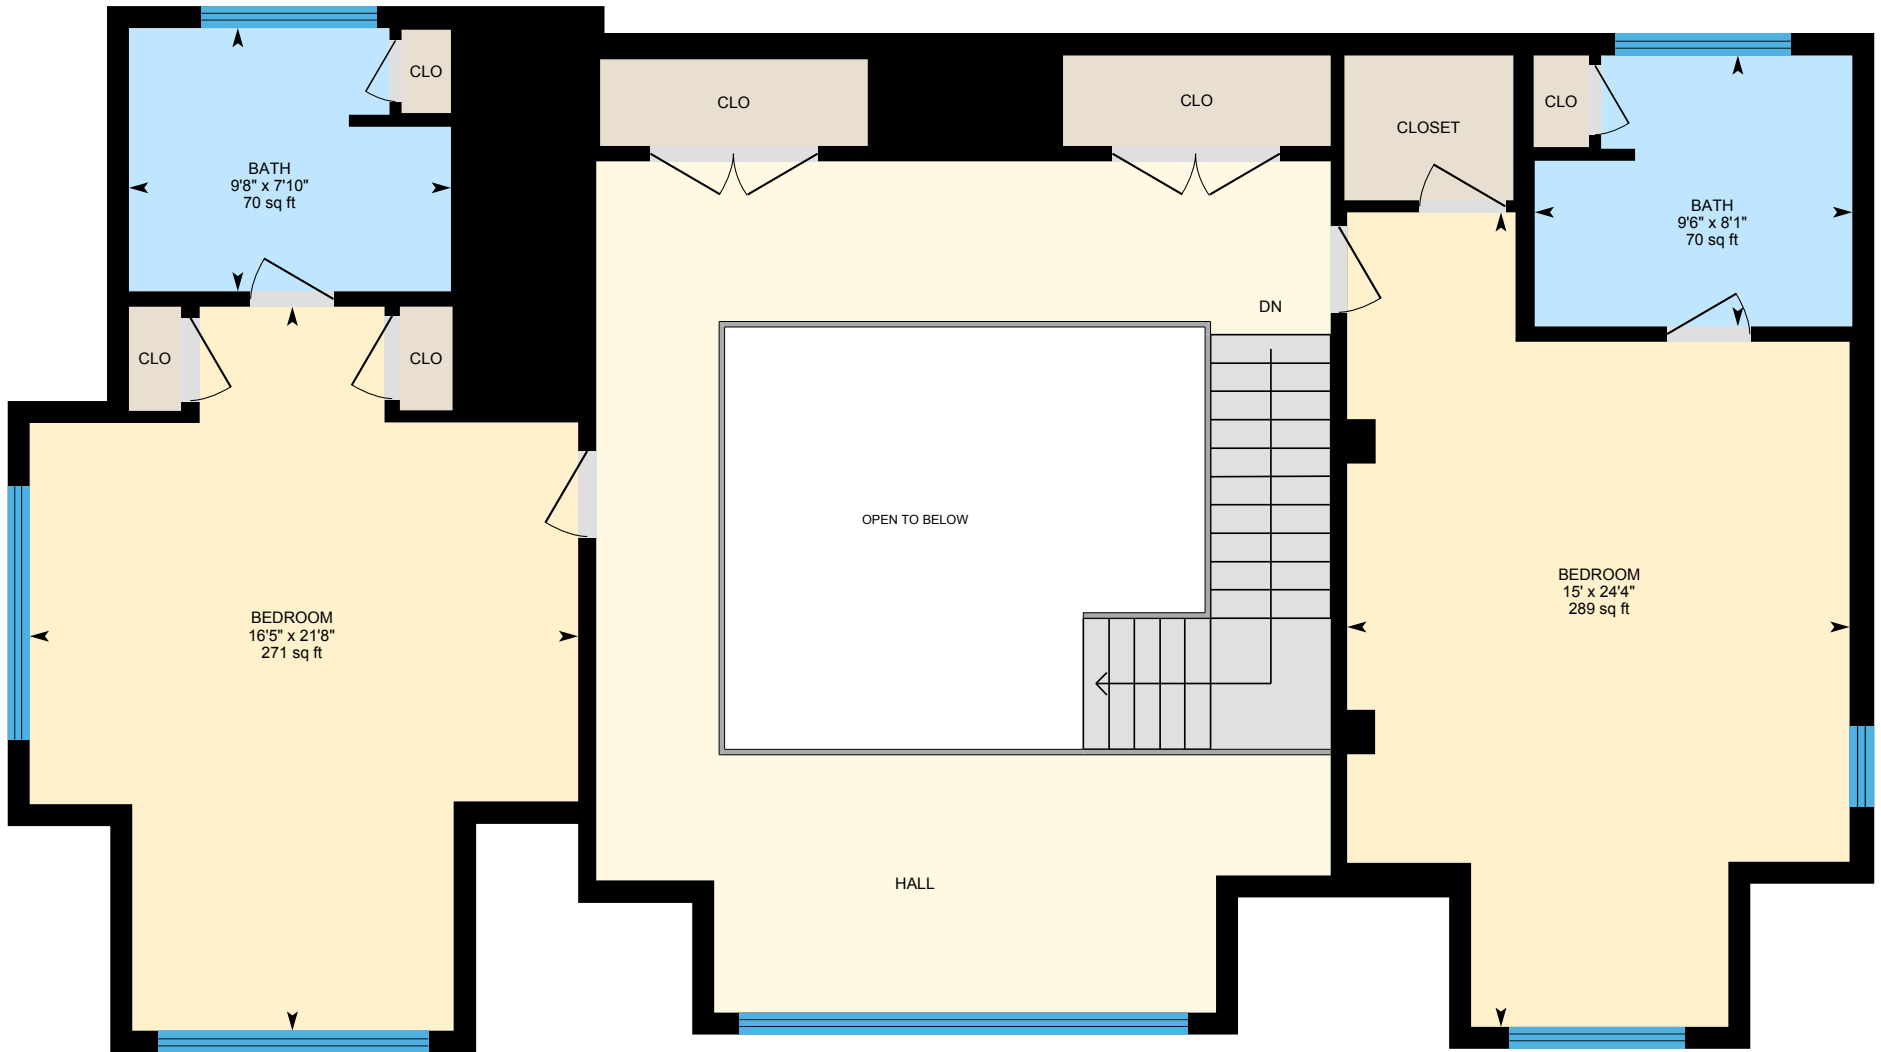 CLO
CLO
CLO
CLOSET
CLO
BATH
9'8" x 7'10"
70 sq ft
BATH
9'6" x 8'1"
70 sq ft
DN
CLO
CLO
OPEN TO BELOW
BEDROOM
15' x 24'4"
289 sq ft
BEDROOM
16'5" x 21'8"
271 sq ft
HALL